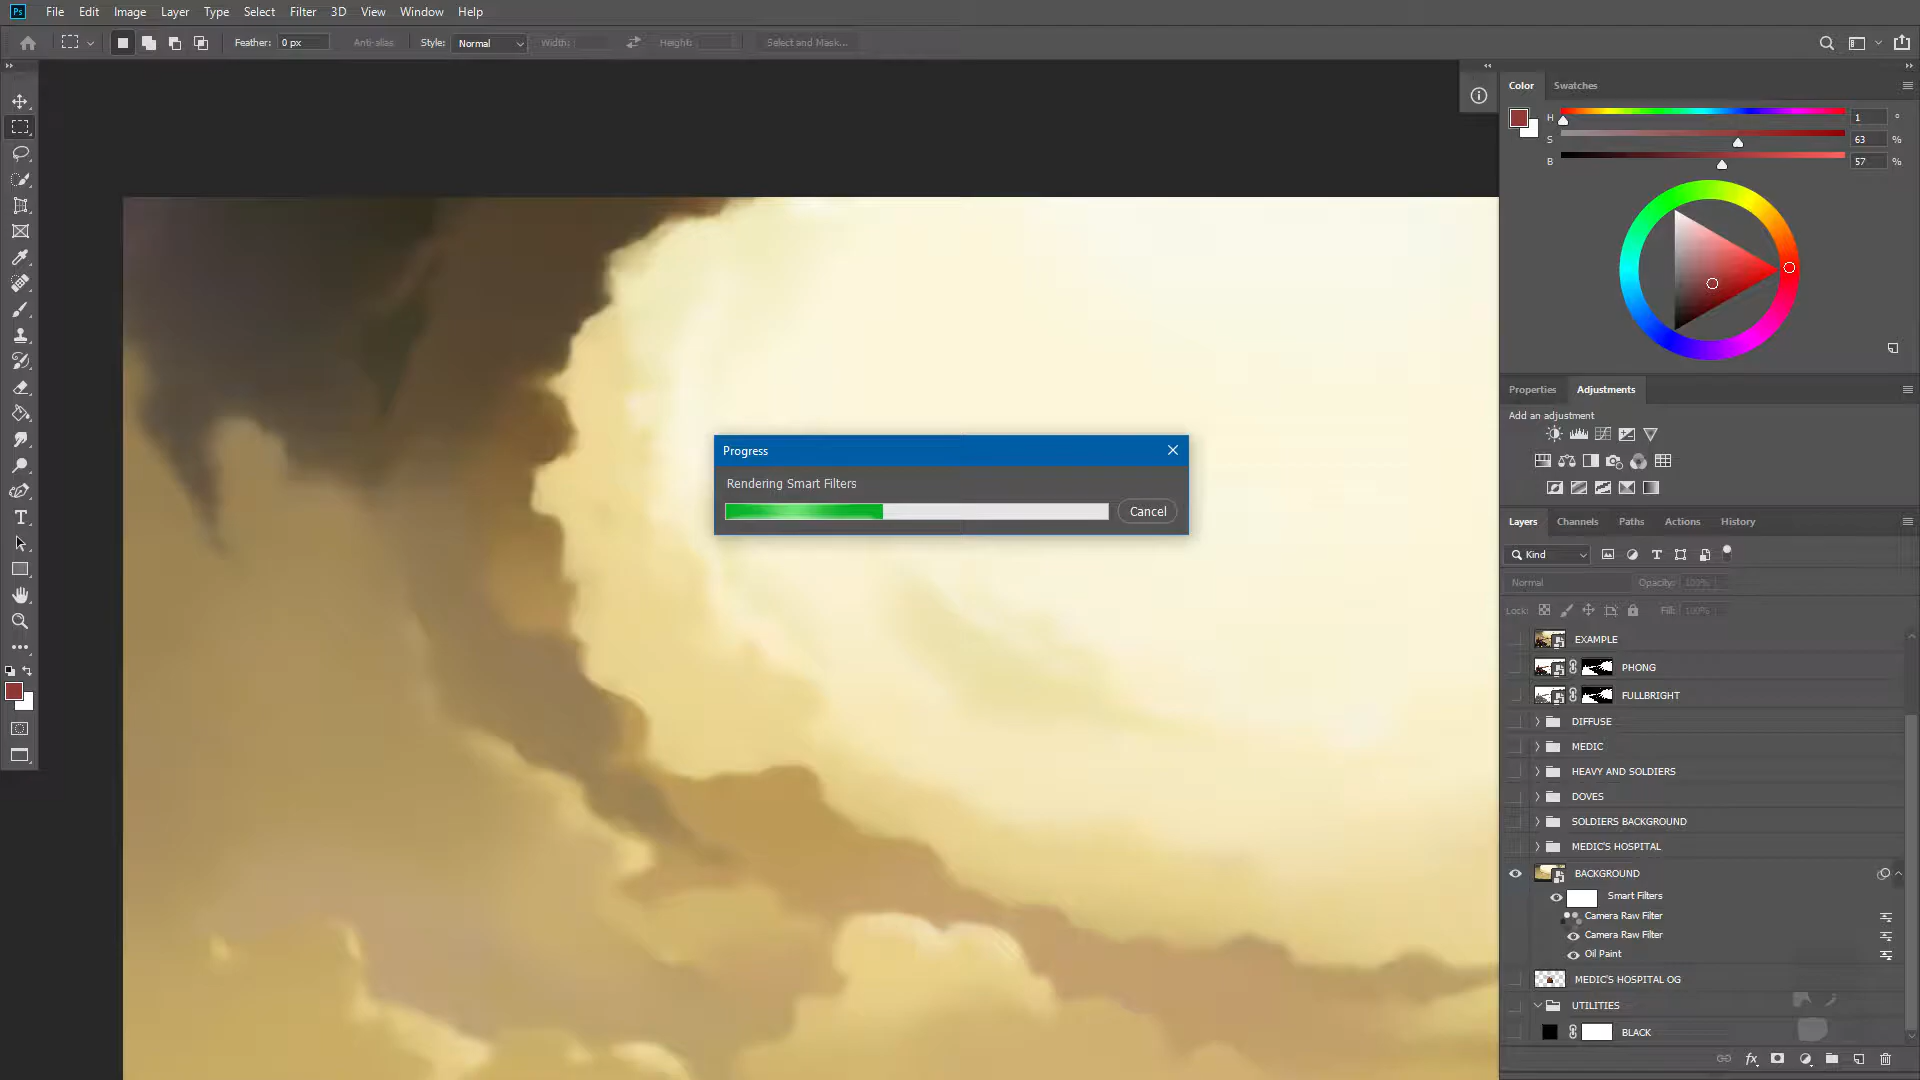 Ps File Edit Image Layer Type Select Filter 3D View Window Help
Feather: 0 px Anti-alias Style: Normal Width: Height: Select and Mask...
Color Swatches
H 1 °
S 63 %
B 57 %
Properties Adjustments
Add an adjustment
Progress
Rendering Smart Filters
Cancel
Layers Channels Paths Actions History
Kind
Normal Opacity: 100%
Lock: Fill: 100%
EXAMPLE
PHONG
FULLBRIGHT
DIFFUSE
MEDIC
HEAVY AND SOLDIERS
DOVES
SOLDIERS BACKGROUND
MEDIC'S HOSPITAL
BACKGROUND
Smart Filters
Camera Raw Filter
Camera Raw Filter
Oil Paint
MEDIC'S HOSPITAL OG
UTILITIES
BLACK
fx